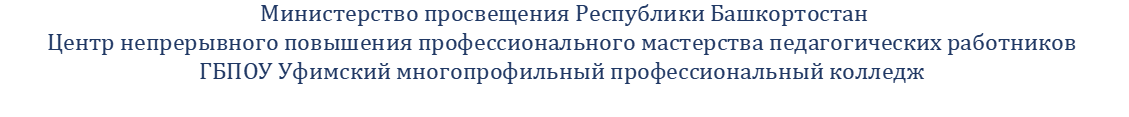 Министерство просвещения Республики Башкортостан
Центр непрерывного повышения профессионального мастерства педагогических работников
ГБПОУ Уфимский многопрофильный профессиональный колледж